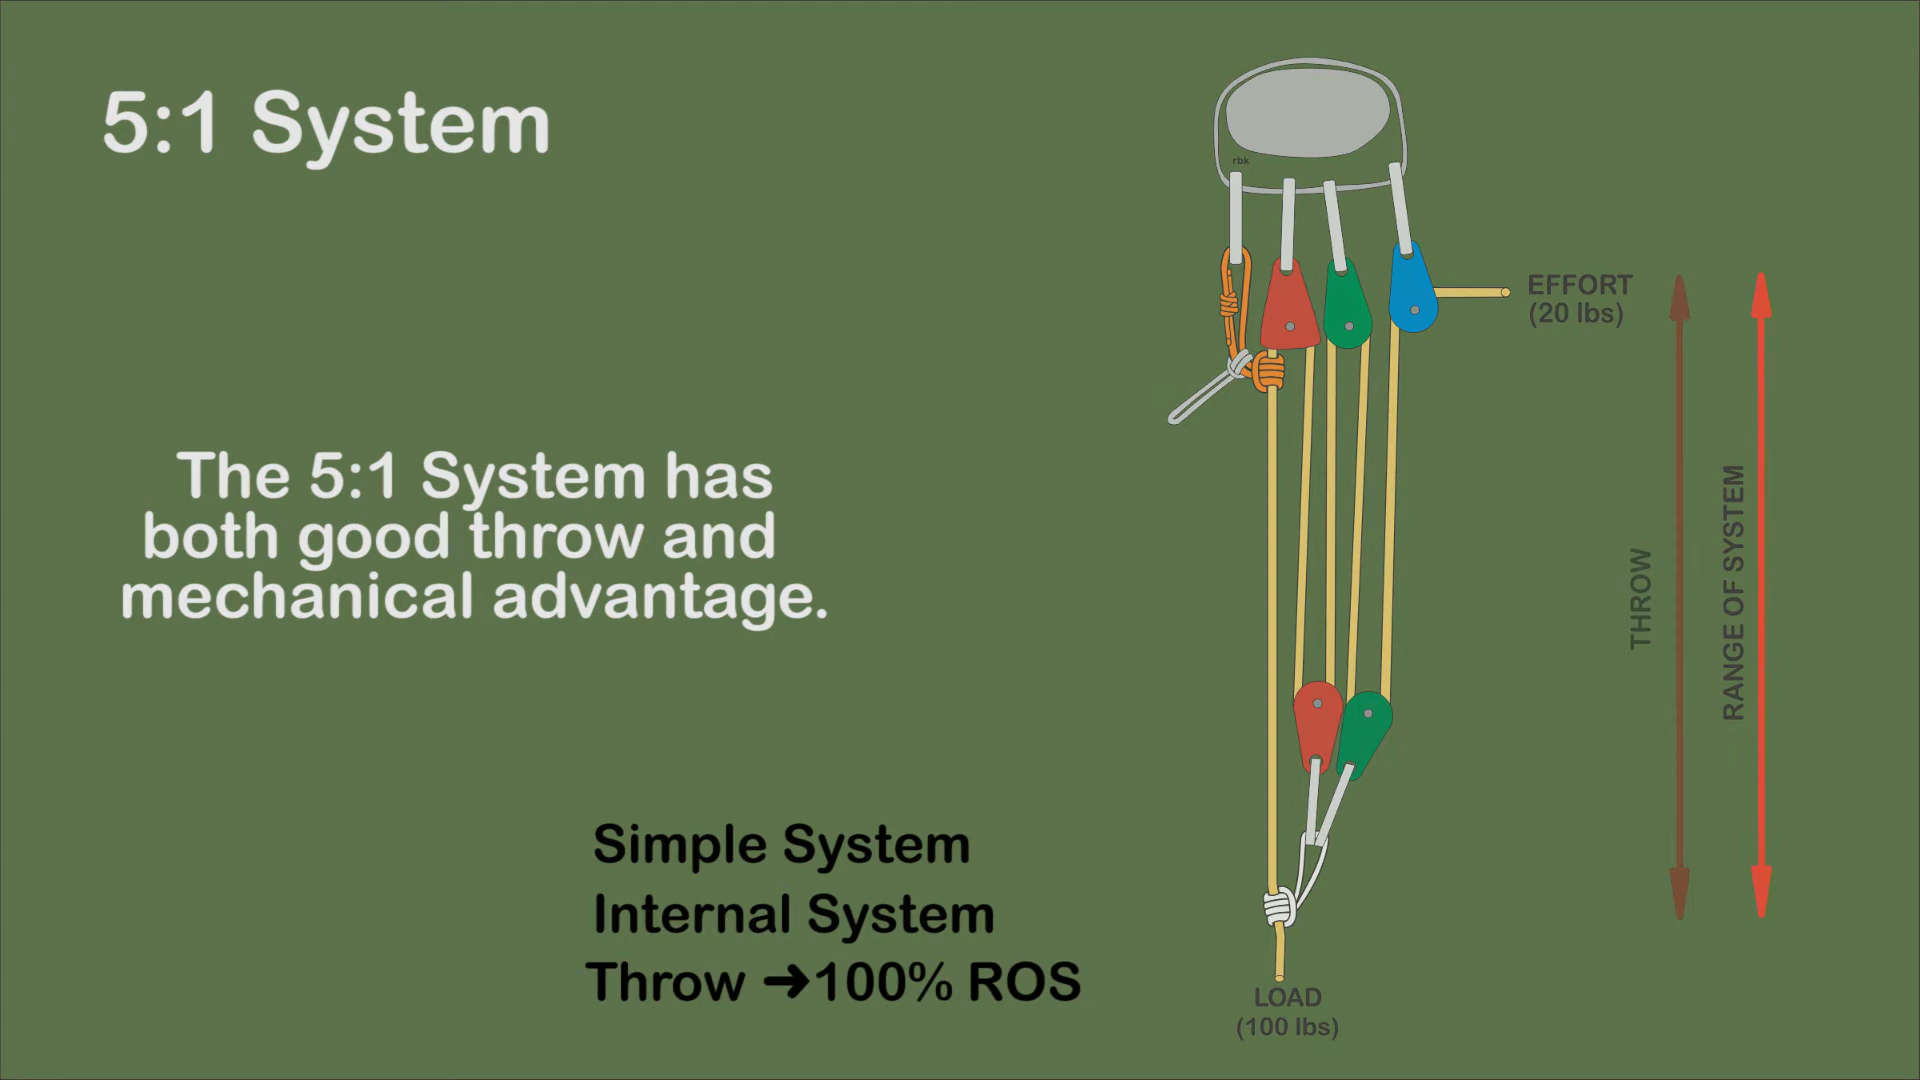 5:1 System
rbk
EFFORT
(20 lbs)
The 5:1 System has
both good throw and
mechanical advantage.
THROW
RANGE OF SYSTEM
Simple System
Internal System
Throw ➔100% ROS
LOAD
(100 lbs)